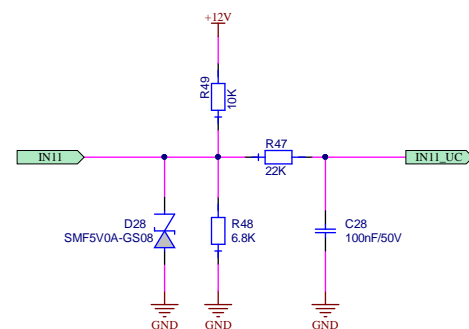 +12V
R49
10K
IN11
R47
22K
IN11_UC
D28
SMF5V0A-GS08
R48
6.8K
C28
100nF/50V
GND
GND
GND